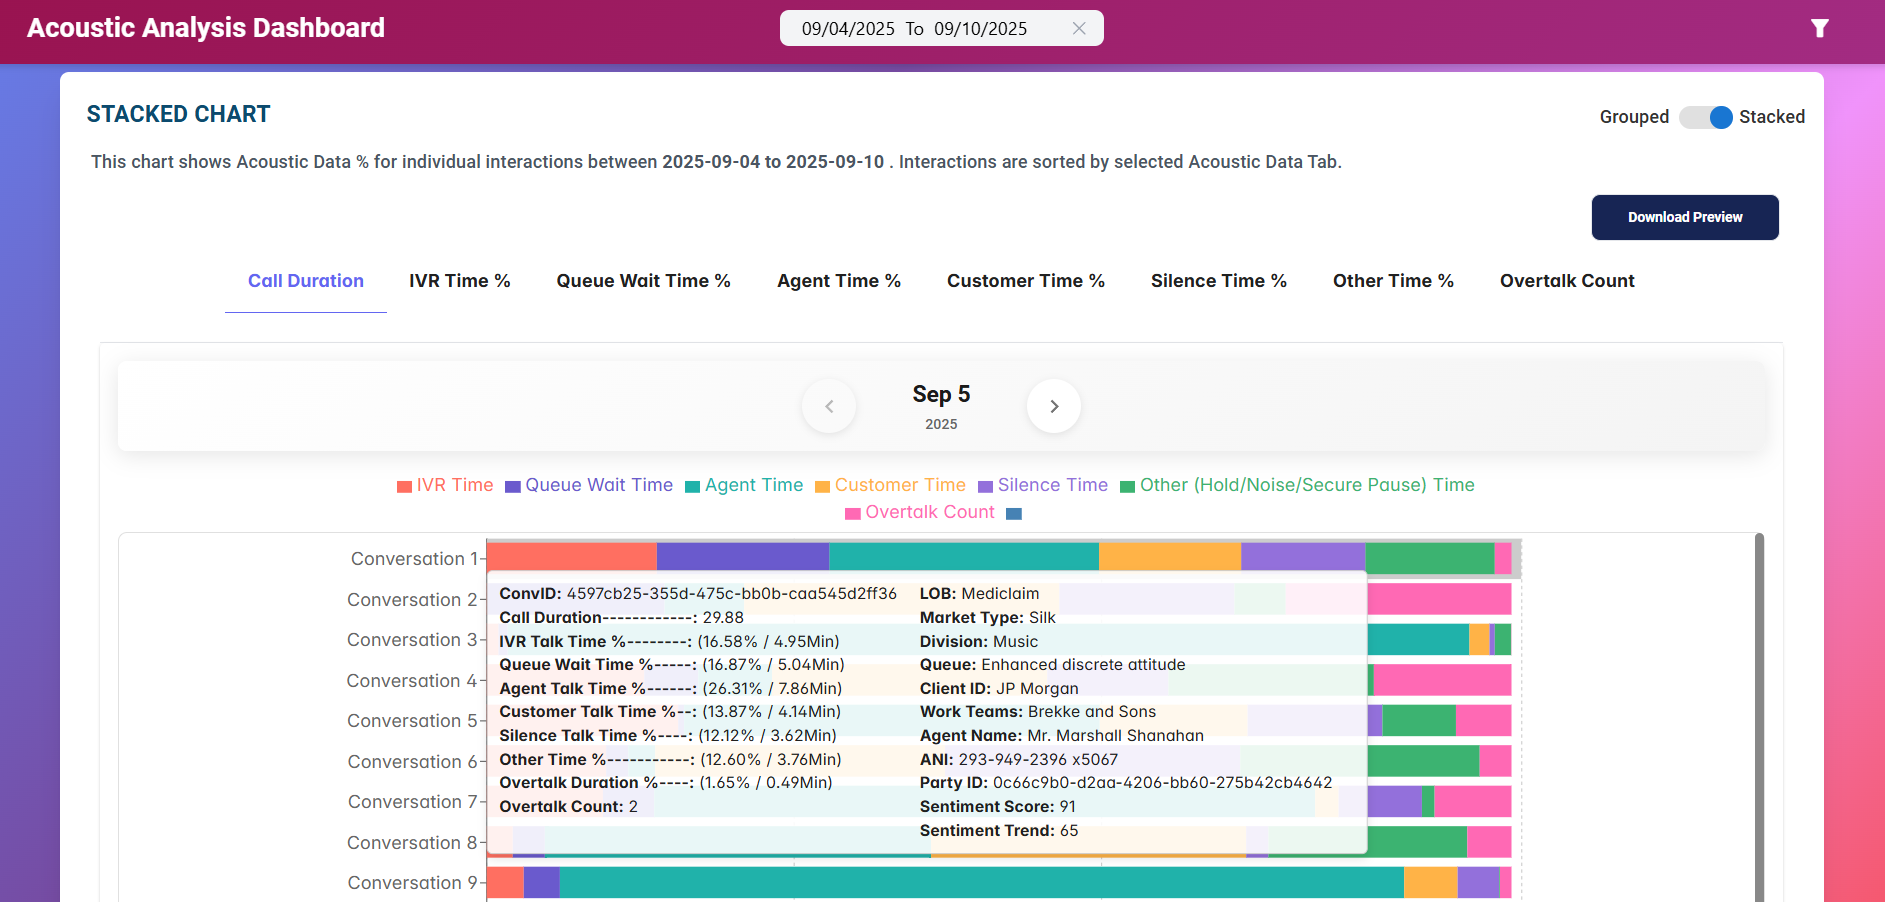 Acoustic Analysis Dashboard
09/04/2025 To 09/10/2025
STACKED CHART
Grouped Stacked
This chart shows Acoustic Data % for individual interactions between 2025-09-04 to 2025-09-10 . Interactions are sorted by selected Acoustic Data Tab.
Download Preview
Call Duration IVR Time % Queue Wait Time % Agent Time % Customer Time % Silence Time % Other Time % Overtalk Count
Sep 5
2025
IVR Time Queue Wait Time Agent Time Customer Time Silence Time Other (Hold/Noise/Secure Pause) Time
Overtalk Count
Conversation 1
Conversation 2
Conversation 3
Conversation 4
Conversation 5
Conversation 6
Conversation 7
Conversation 8
Conversation 9
ConvID: 4597cb25-355d-475c-bb0b-caa545d2ff36
Call Duration------------: 29.88
IVR Talk Time %--------: (16.58% / 4.95Min)
Queue Wait Time %-----: (16.87% / 5.04Min)
Agent Talk Time %------: (26.31% / 7.86Min)
Customer Talk Time %--: (13.87% / 4.14Min)
Silence Talk Time %----: (12.12% / 3.62Min)
Other Time %-----------: (12.60% / 3.76Min)
Overtalk Duration %----: (1.65% / 0.49Min)
Overtalk Count: 2
LOB: Mediclaim
Market Type: Silk
Division: Music
Queue: Enhanced discrete attitude
Client ID: JP Morgan
Work Teams: Brekke and Sons
Agent Name: Mr. Marshall Shanahan
ANI: 293-949-2396 x5067
Party ID: 0c66c9b0-d2aa-4206-bb60-275b42cb4642
Sentiment Score: 91
Sentiment Trend: 65